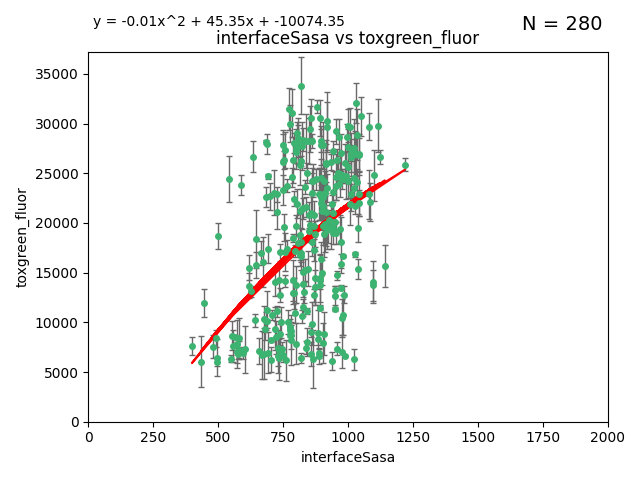 y = -0.01x^2 + 45.35x + -10074.35
N = 280
interfaceSasa vs toxgreen_fluor
toxgreen_fluor
35000
30000
25000
20000
15000
10000
5000
0
0 250 500 750 1000 1250 1500 1750 2000
interfaceSasa